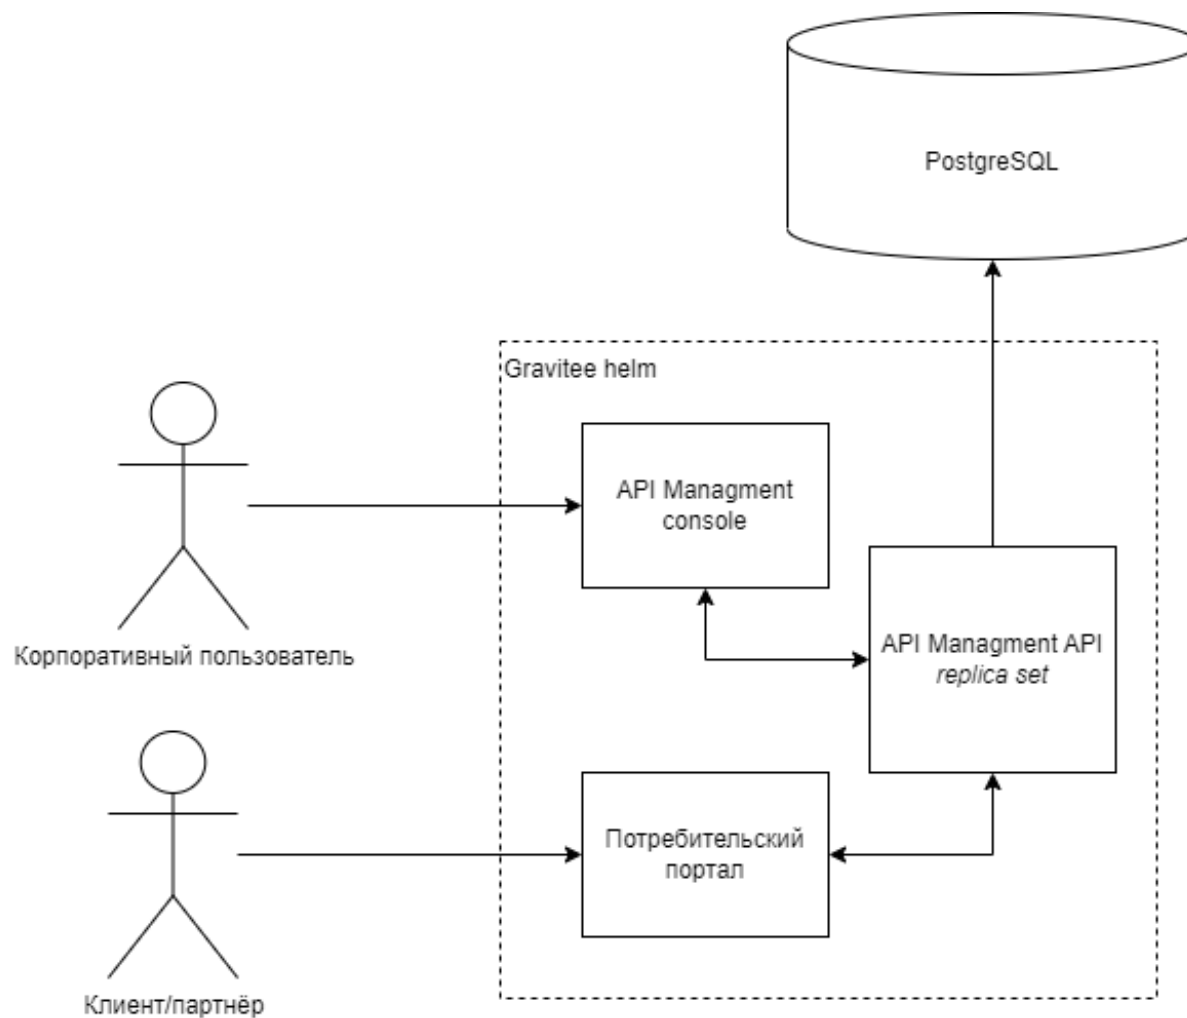 PostgreSQL
Gravitee helm
API Managment
console
Корпоративный пользователь
API Managment API
replica set
Потребительский
портал
Клиент/партнёр